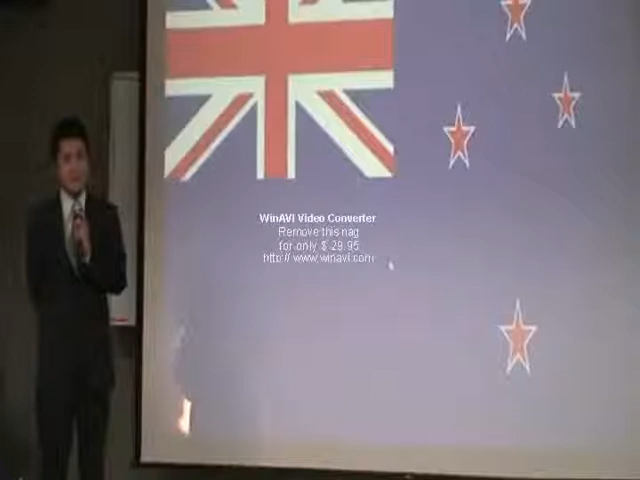 WinAVI Video Converter
Remove this nag
for only $ 29.95
http://www.winavi.com